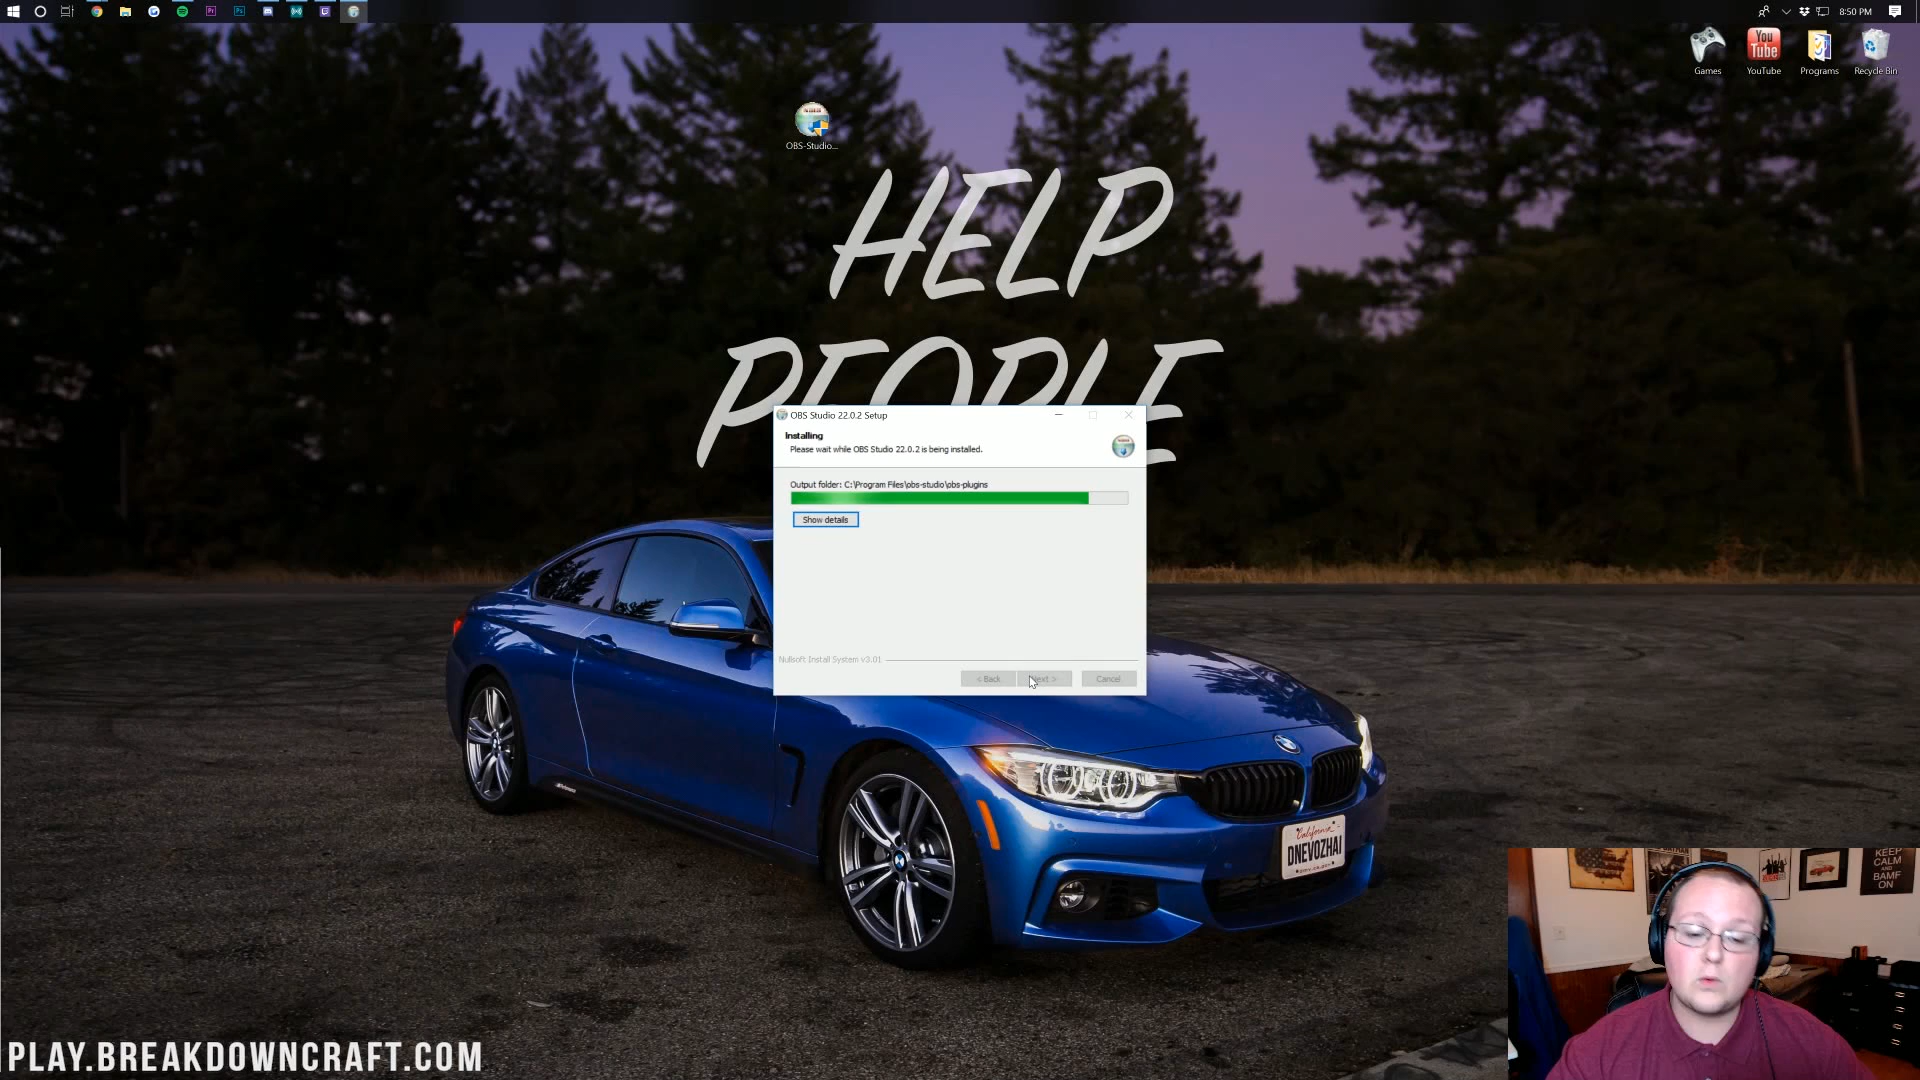 8:50 PM
Games
YouTube
Programs
Recycle Bin
You
Tube
OBS-Studio...
HELP
PEOPLE
OBS Studio 22.0.2 Setup
Installing
Please wait while OBS Studio 22.0.2 is being installed.
Output folder: C:\Program Files\obs-studio\obs-plugins
Show details
Nullsoft Install System v3.01
< Back
Next >
Cancel
California
DNEVOZHAI
KEEP
CALM
AND
BAMF
ON
PLAY.BREAKDOWNCRAFT.COM